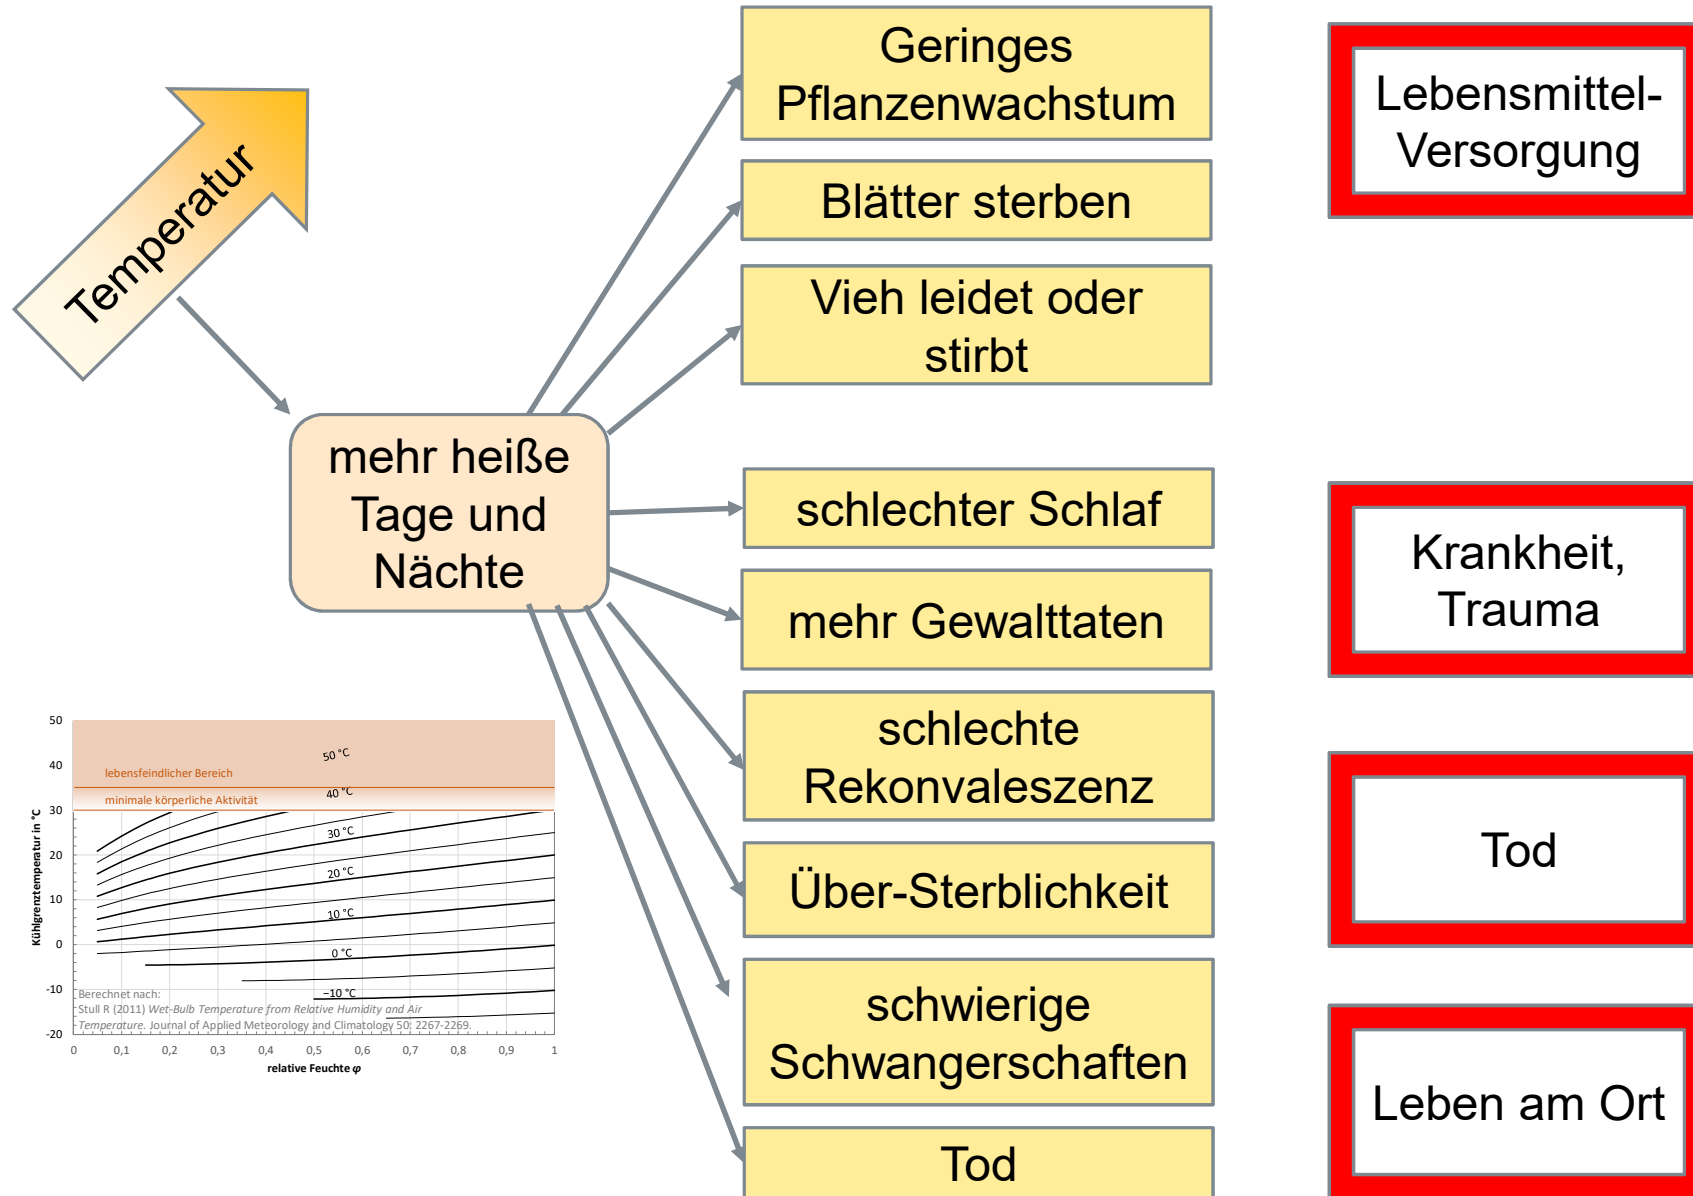 Temperatur
mehr heiße
Tage und
Nächte
Geringes
Pflanzenwachstum
Blätter sterben
Vieh leidet oder
stirbt
schlechter Schlaf
mehr Gewalttaten
schlechte
Rekonvaleszenz
Über-Sterblichkeit
schwierige
Schwangerschaften
Tod
Lebensmittel-
Versorgung
Krankheit,
Trauma
Tod
Leben am Ort
Kühlgrenztemperatur in °C
50
40
30
20
10
0
-10
-20
lebensfeindlicher Bereich
minimale körperliche Aktivität
50 °C
40 °C
30 °C
20 °C
10 °C
0 °C
−10 °C
Berechnet nach:
Stull R (2011) Wet-Bulb Temperature from Relative Humidity and Air
Temperature. Journal of Applied Meteorology and Climatology 50: 2267-2269.
0 0,1 0,2 0,3 0,4 0,5 0,6 0,7 0,8 0,9 1
relative Feuchte φ